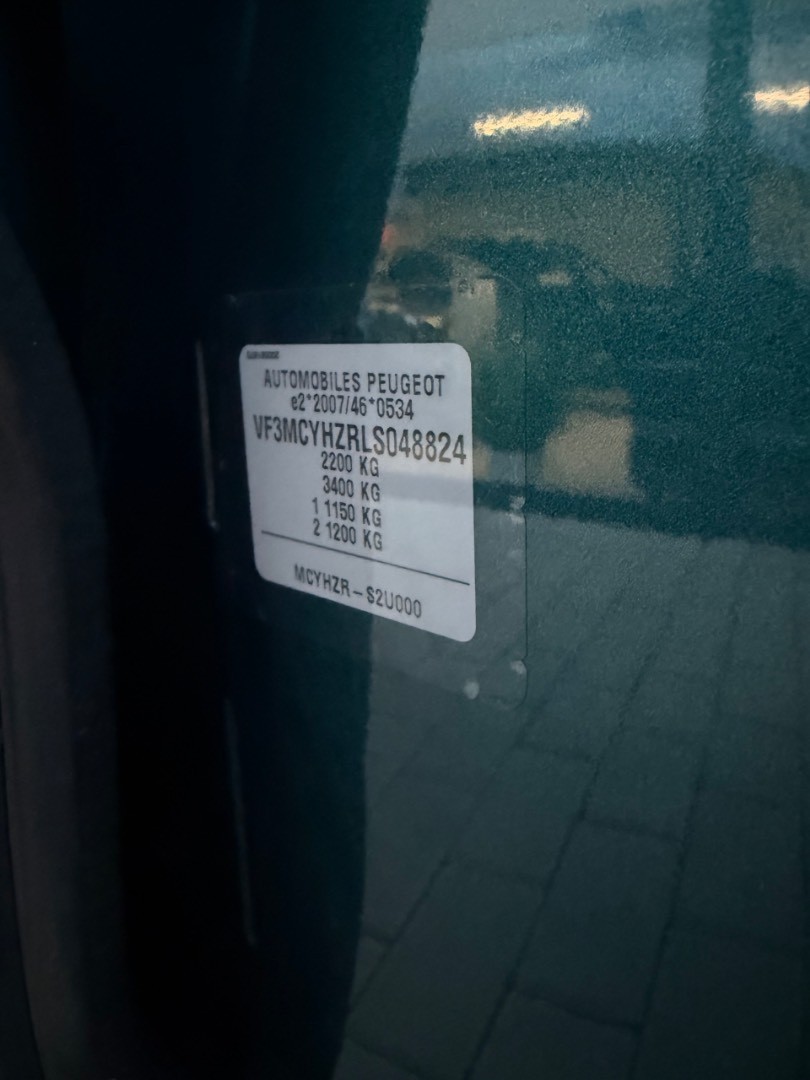 AUTOMOBILES PEUGEOT
e2*2007/46*0534
VF3MCYHZRLS048824
2200 KG
3400 KG
1 1150 KG
2 1200 KG
MCYHZR-S2U000